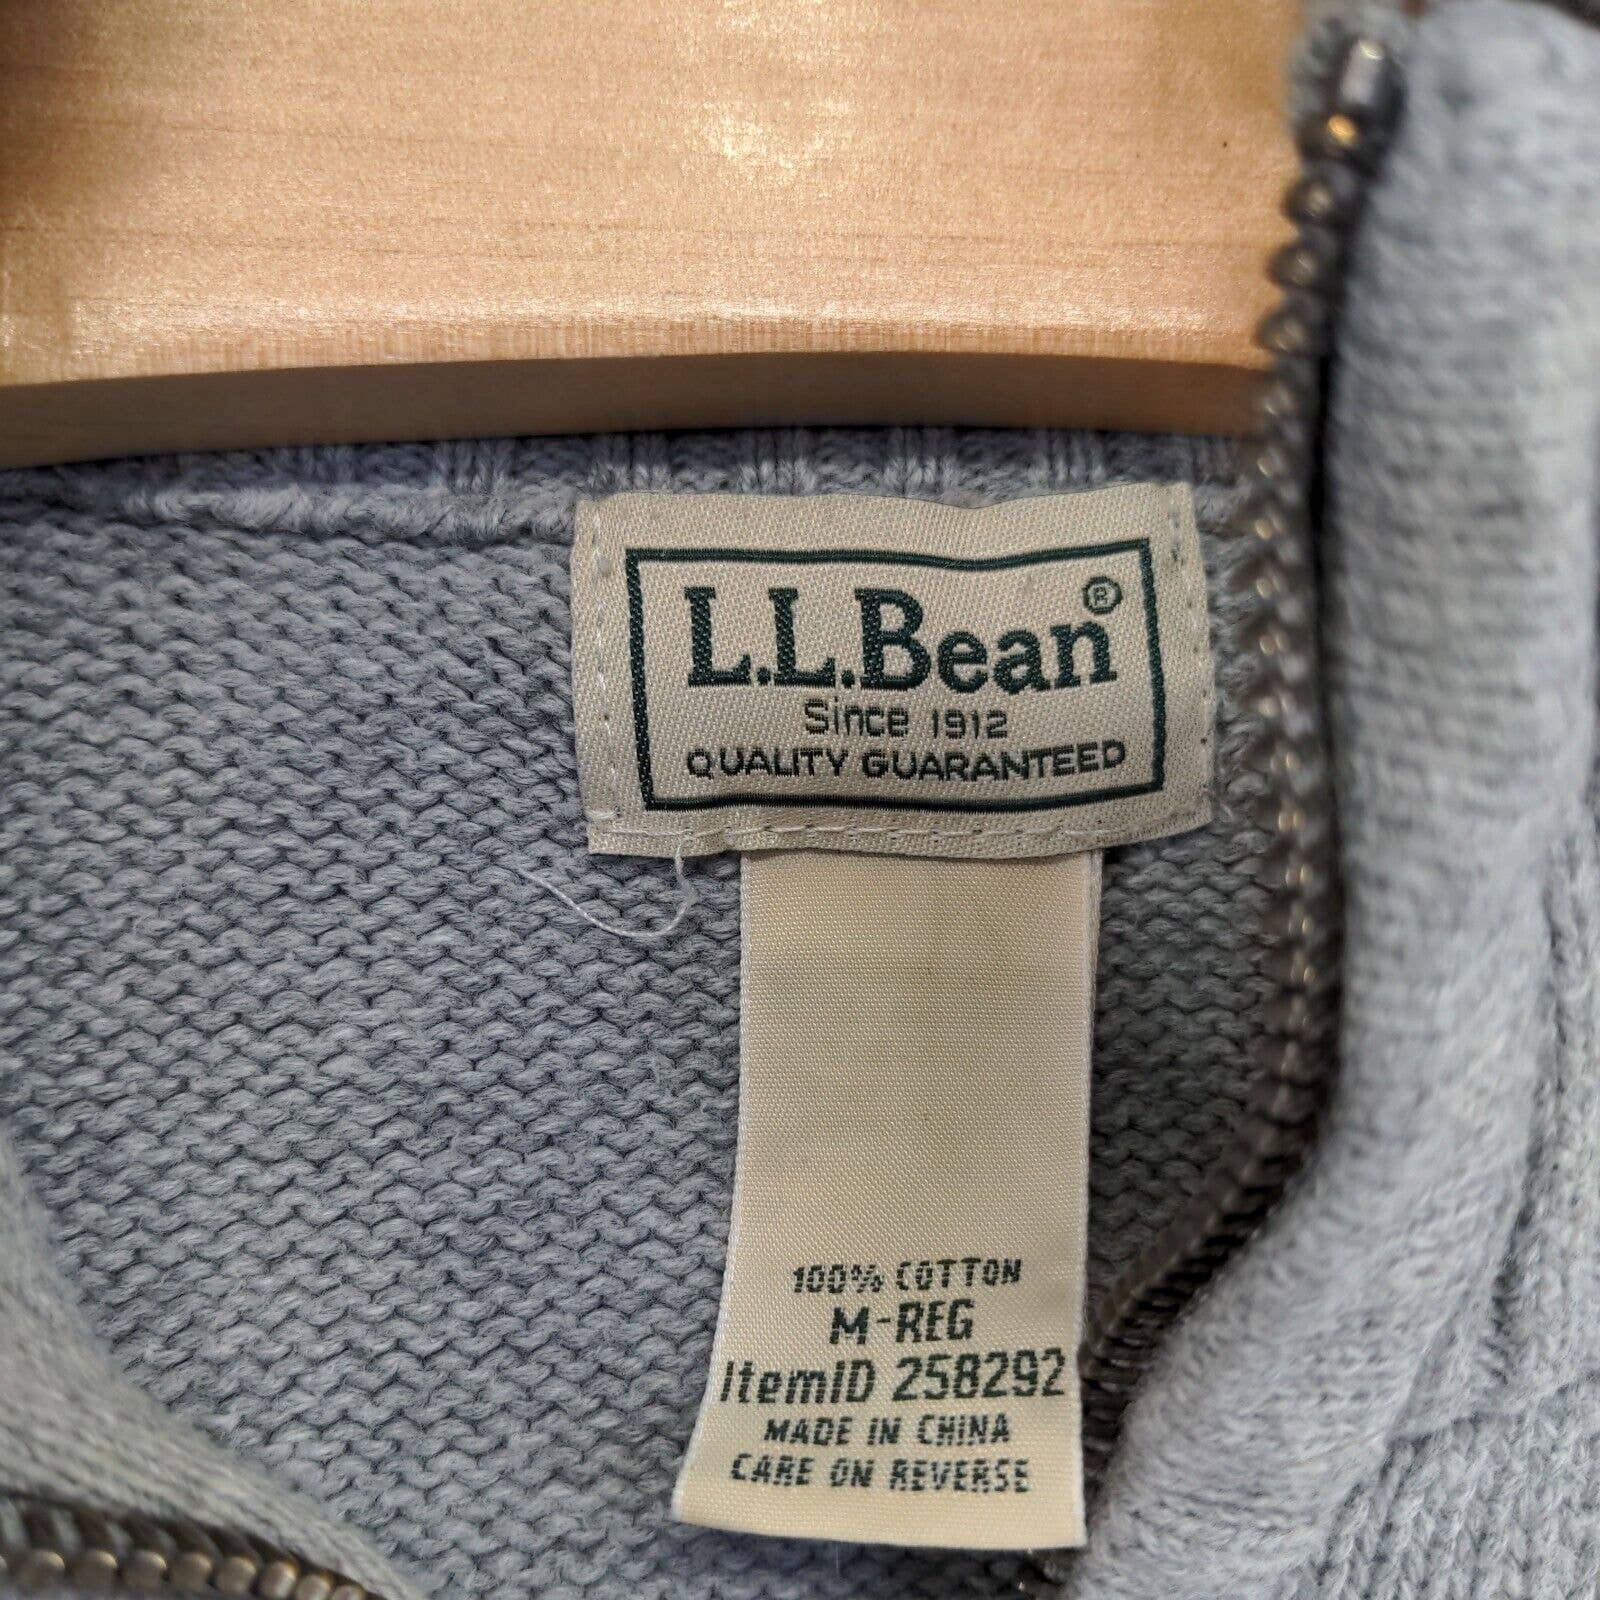 L.L.Bean®
Since 1912
QUALITY GUARANTEED
100% COTTON
M-REG
ItemID 258292
MADE IN CHINA
CARE ON REVERSE